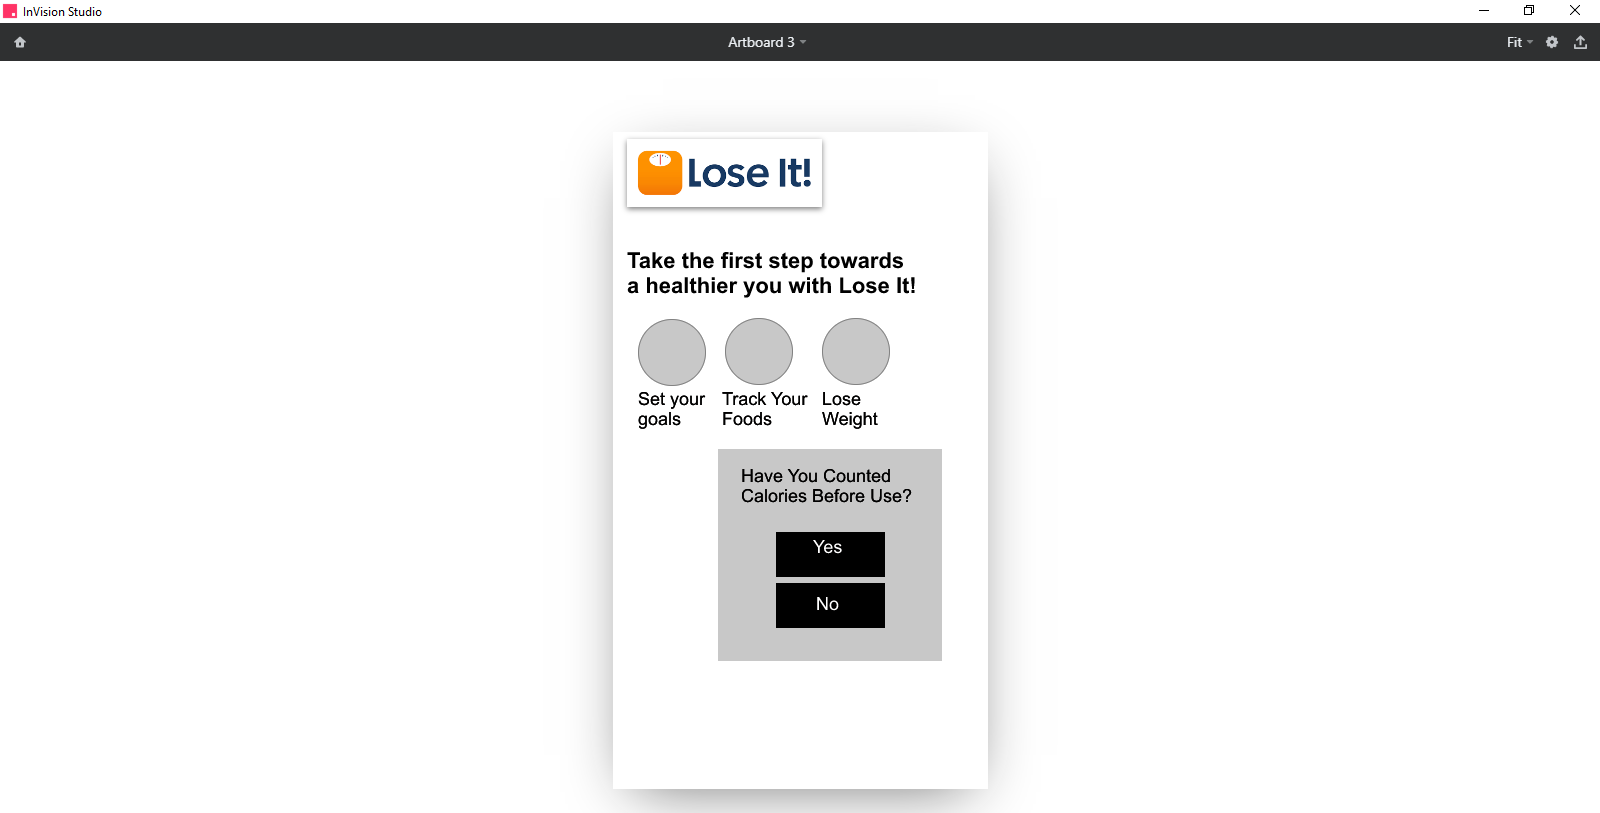 InVision Studio
Artboard 3
Fit
Lose It!
Take the first step towards
a healthier you with Lose It!
Set your
goals
Track Your
Foods
Lose
Weight
Have You Counted
Calories Before Use?
Yes
No